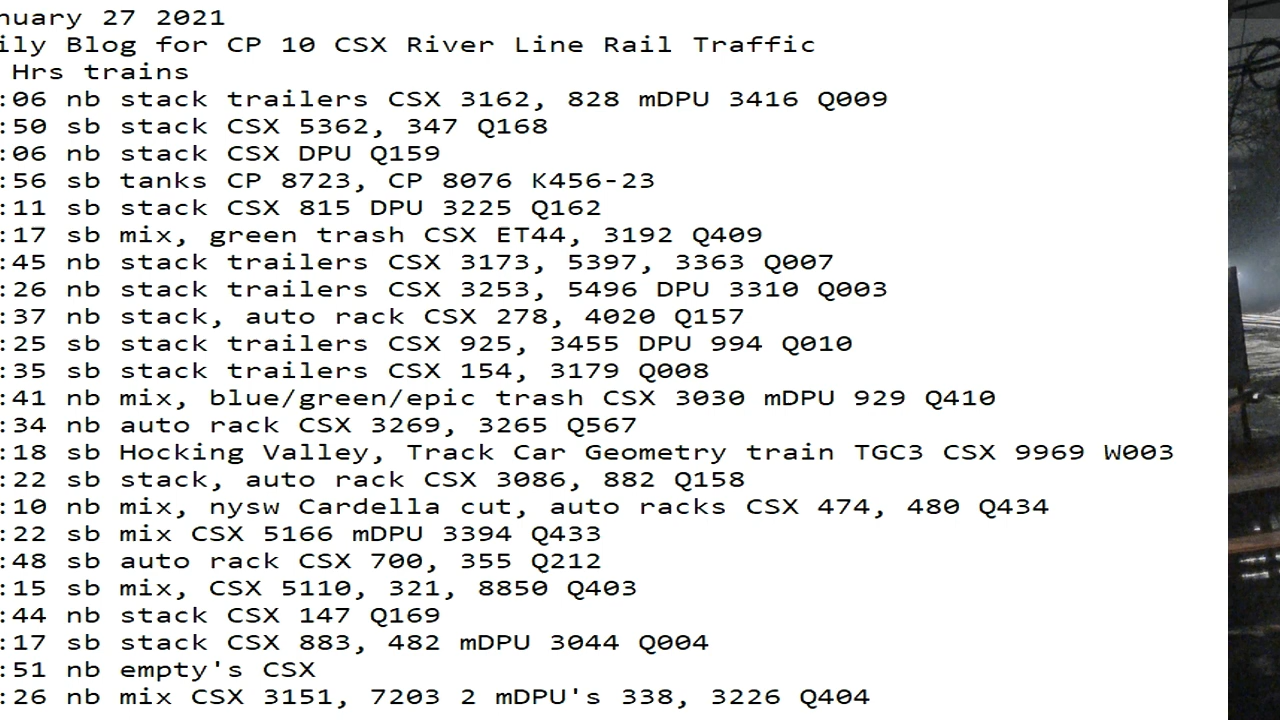 nuary 27 2021
ily Blog for CP 10 CSX River Line Rail Traffic
Hrs trains
:06 nb stack trailers CSX 3162, 828 mDPU 3416 Q009
:50 sb stack CSX 5362, 347 Q168
:06 nb stack CSX DPU Q159
:56 sb tanks CP 8723, CP 8076 K456-23
:11 sb stack CSX 815 DPU 3225 Q162
:17 sb mix, green trash CSX ET44, 3192 Q409
:45 nb stack trailers CSX 3173, 5397, 3363 Q007
:26 nb stack trailers CSX 3253, 5496 DPU 3310 Q003
:37 nb stack, auto rack CSX 278, 4020 Q157
:25 sb stack trailers CSX 925, 3455 DPU 994 Q010
:35 sb stack trailers CSX 154, 3179 Q008
:41 nb mix, blue/green/epic trash CSX 3030 mDPU 929 Q410
:34 nb auto rack CSX 3269, 3265 Q567
:18 sb Hocking Valley, Track Car Geometry train TGC3 CSX 9969 W003
:22 sb stack, auto rack CSX 3086, 882 Q158
:10 nb mix, nysw Cardella cut, auto racks CSX 474, 480 Q434
:22 sb mix CSX 5166 mDPU 3394 Q433
:48 sb auto rack CSX 700, 355 Q212
:15 sb mix, CSX 5110, 321, 8850 Q403
:44 nb stack CSX 147 Q169
:17 sb stack CSX 883, 482 mDPU 3044 Q004
:51 nb empty's CSX
:26 nb mix CSX 3151, 7203 2 mDPU's 338, 3226 Q404